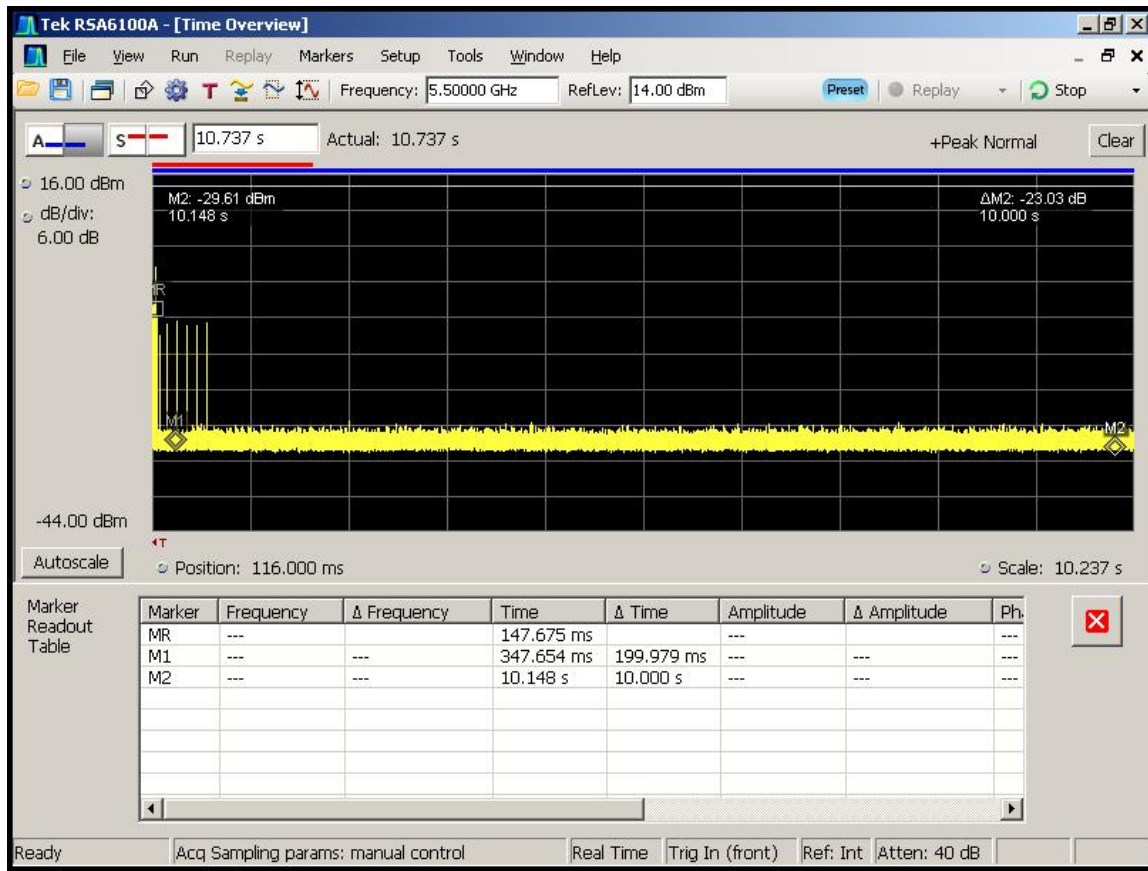 Tek RSA6100A - [Time Overview]
File View Run Replay Markers Setup Tools Window Help
T Frequency: 5.50000 GHz RefLev: 14.00 dBm Preset Replay Stop
A S 10.737 s Actual: 10.737 s +Peak Normal Clear
16.00 dBm
dB/div:
6.00 dB
M2: -29.61 dBm
10.148 s
ΔM2: -23.03 dB
10.000 s
M1
M2
-44.00 dBm
T
Autoscale Position: 116.000 ms Scale: 10.237 s
Marker
Readout
Table
Marker Frequency Δ Frequency Time Δ Time Amplitude Δ Amplitude
MR --- 147.675 ms --- ---
M1 --- --- 347.654 ms 199.979 ms --- --- ---
M2 --- --- 10.148 s 10.000 s --- --- ---
Ready Acq Sampling params: manual control Real Time Trig In (front) Ref: Int Atten: 40 dB